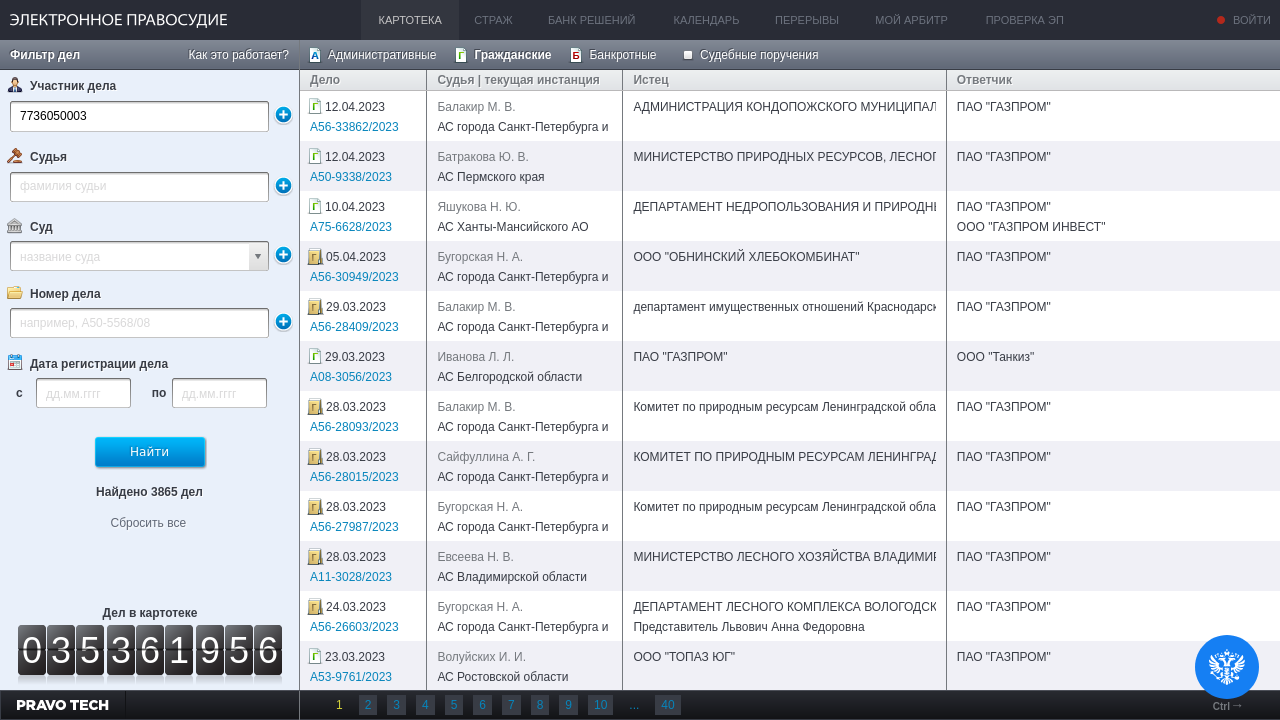 ЭЛЕКТРОННОЕ ПРАВОСУДИЕ
КАРТОТЕКА СТРАЖ БАНК РЕШЕНИЙ КАЛЕНДАРЬ ПЕРЕРЫВЫ МОЙ АРБИТР ПРОВЕРКА ЭП ВОЙТИ
Фильтр дел Как это работает?
А Административные Г Гражданские Б Банкротные Судебные поручения
Участник дела
7736050003
Судья
фамилия судьи
Суд
название суда
Номер дела
например, А50-5568/08
Дата регистрации дела
с дд.мм.гггг по дд.мм.гггг
Найти
Найдено 3865 дел
Сбросить все
Дел в картотеке
035361956
PRAVO TECH
Дело Судья | текущая инстанция Истец Ответчик
Г 12.04.2023 Балакир М. В. АДМИНИСТРАЦИЯ КОНДОПОЖСКОГО МУНИЦИПАЛ ПАО "ГАЗПРОМ"
А56-33862/2023 АС города Санкт-Петербурга и
Г 12.04.2023 Батракова Ю. В. МИНИСТЕРСТВО ПРИРОДНЫХ РЕСУРСОВ, ЛЕСНОГ ПАО "ГАЗПРОМ"
А50-9338/2023 АС Пермского края
Г 10.04.2023 Яшукова Н. Ю. ДЕПАРТАМЕНТ НЕДРОПОЛЬЗОВАНИЯ И ПРИРОДНЫ ПАО "ГАЗПРОМ"
А75-6628/2023 АС Ханты-Мансийского АО ООО "ГАЗПРОМ ИНВЕСТ"
Г 05.04.2023 Бугорская Н. А. ООО "ОБНИНСКИЙ ХЛЕБОКОМБИНАТ" ПАО "ГАЗПРОМ"
А56-30949/2023 АС города Санкт-Петербурга и
Г 29.03.2023 Балакир М. В. департамент имущественных отношений Краснодарск ПАО "ГАЗПРОМ"
А56-28409/2023 АС города Санкт-Петербурга и
Г 29.03.2023 Иванова Л. Л. ПАО "ГАЗПРОМ" ООО "Танкиз"
А08-3056/2023 АС Белгородской области
Г 28.03.2023 Балакир М. В. Комитет по природным ресурсам Ленинградской обла ПАО "ГАЗПРОМ"
А56-28093/2023 АС города Санкт-Петербурга и
Г 28.03.2023 Сайфуллина А. Г. КОМИТЕТ ПО ПРИРОДНЫМ РЕСУРСАМ ЛЕНИНГРАД ПАО "ГАЗПРОМ"
А56-28015/2023 АС города Санкт-Петербурга и
Г 28.03.2023 Бугорская Н. А. Комитет по природным ресурсам Ленинградской обла ПАО "ГАЗПРОМ"
А56-27987/2023 АС города Санкт-Петербурга и
Г 28.03.2023 Евсеева Н. В. МИНИСТЕРСТВО ЛЕСНОГО ХОЗЯЙСТВА ВЛАДИМИР ПАО "ГАЗПРОМ"
А11-3028/2023 АС Владимирской области
Г 24.03.2023 Бугорская Н. А. ДЕПАРТАМЕНТ ЛЕСНОГО КОМПЛЕКСА ВОЛОГОДСК ПАО "ГАЗПРОМ"
А56-26603/2023 АС города Санкт-Петербурга и Представитель Львович Анна Федоровна
Г 23.03.2023 Волуйских И. И. ООО "ТОПАЗ ЮГ" ПАО "ГАЗПРОМ"
А53-9761/2023 АС Ростовской области
1 2 3 4 5 6 7 8 9 10 ... 40 Ctrl →